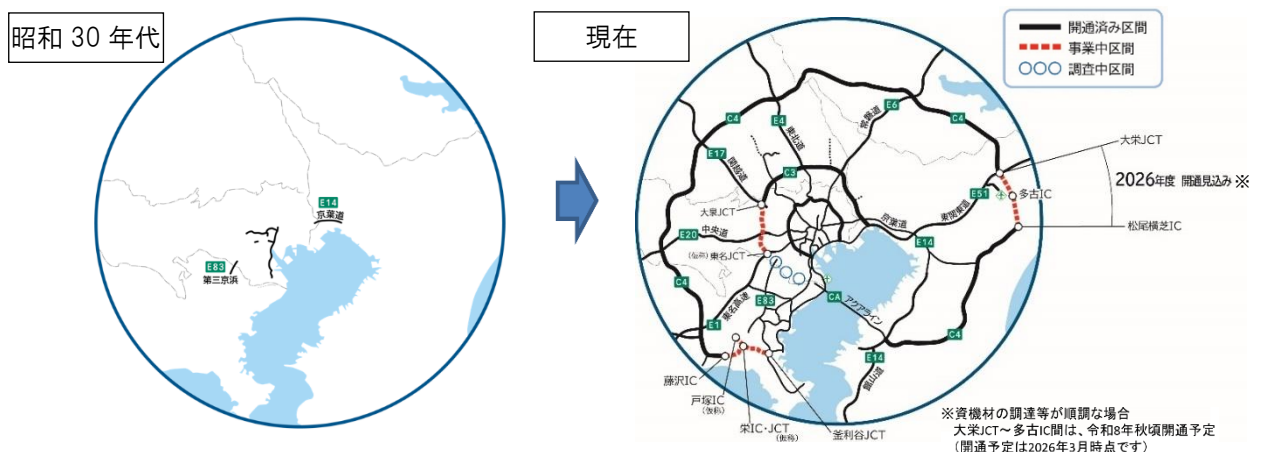 昭和 30 年代
E14
京葉道
E83
第三京浜
現在
開通済み区間
事業中区間
調査中区間
C4
E4
東北道
常磐道
E6
C4
E17
関越道
C3
大泉JCT
E20
中央道
(仮称)東名JCT
京葉道
東関東道
E51
E14
大栄JCT
2026年度 開通見込み ※
多古IC
松尾横芝IC
C4
東名高速
E1
E83
CA
アクアライン
E14
館山道
C4
藤沢IC
戸塚IC
(仮称)
栄IC・JCT
(仮称)
釜利谷JCT
※資機材の調達等が順調な場合
大栄JCT～多古IC間は、令和8年秋頃開通予定
(開通予定は2026年3月時点です)